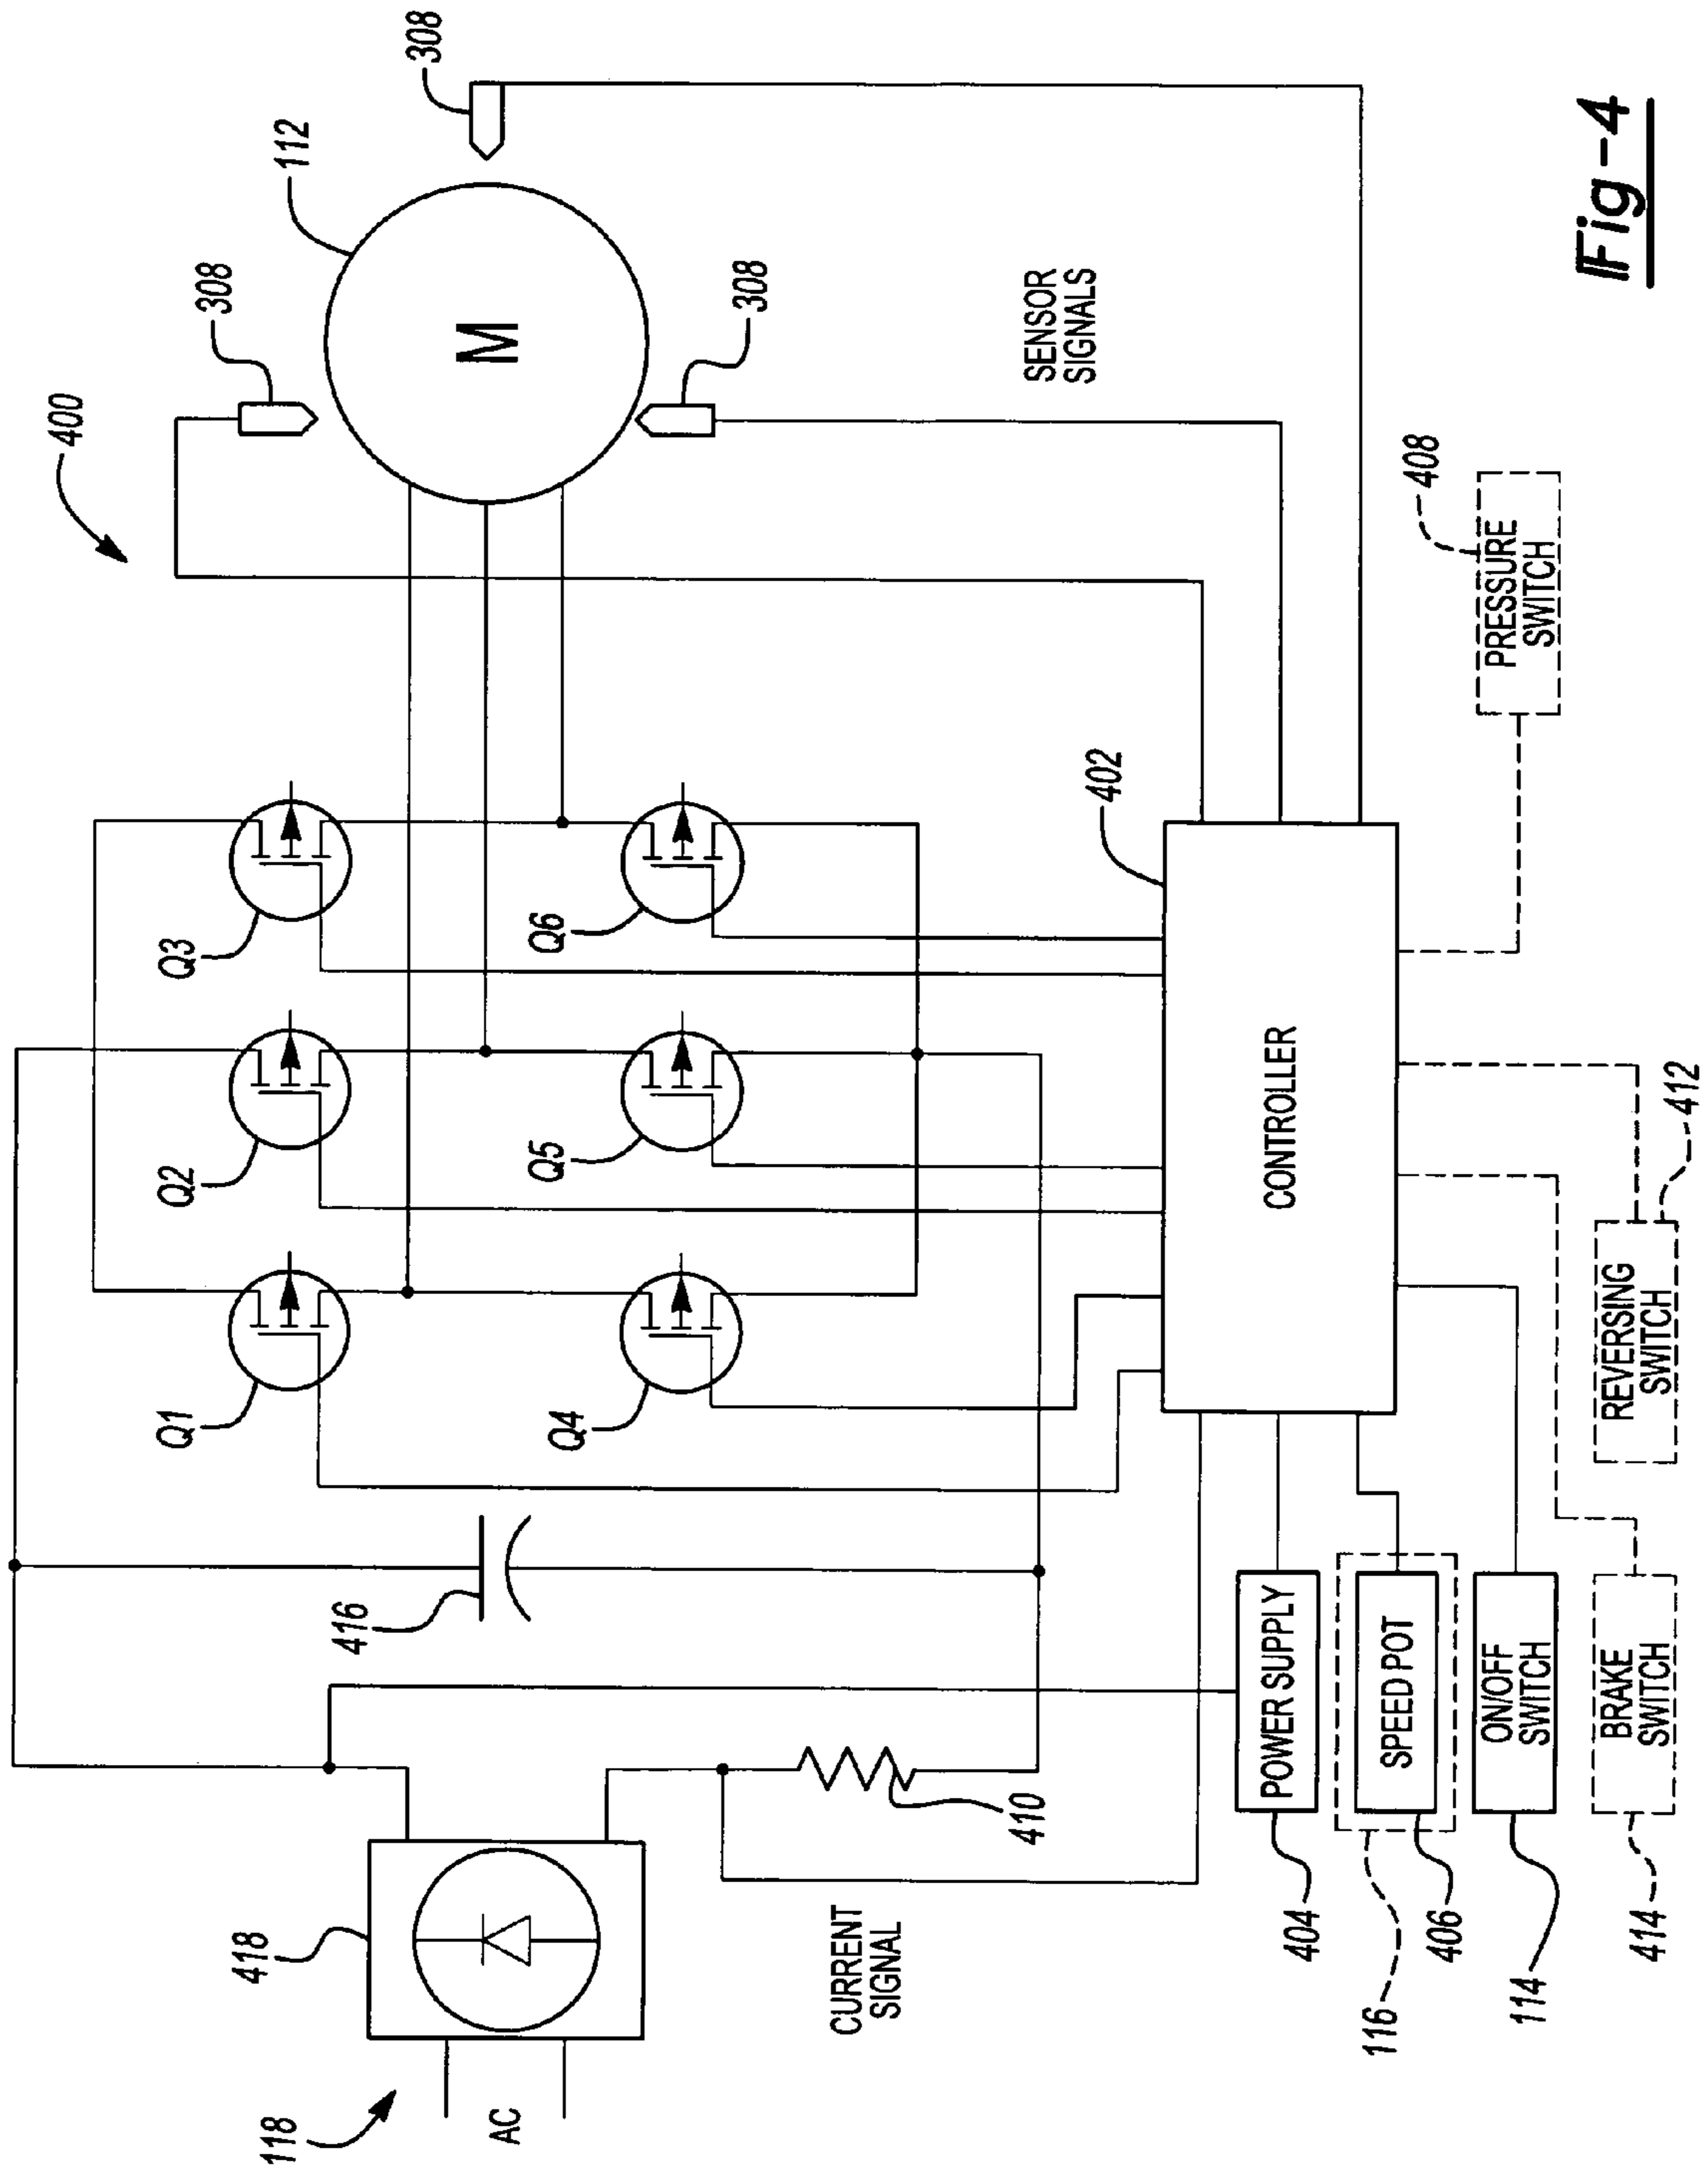 400
118
AC
418
CURRENT
SIGNAL
416
410
Q1
Q2
Q3
Q4
Q5
Q6
308
112
M
308
308
SENSOR
SIGNALS
402
CONTROLLER
404
POWER SUPPLY
116
406
SPEED POT
114
ON/OFF
SWITCH
414
BRAKE
SWITCH
REVERSING
SWITCH
412
PRESSURE
SWITCH
408
Fig-4